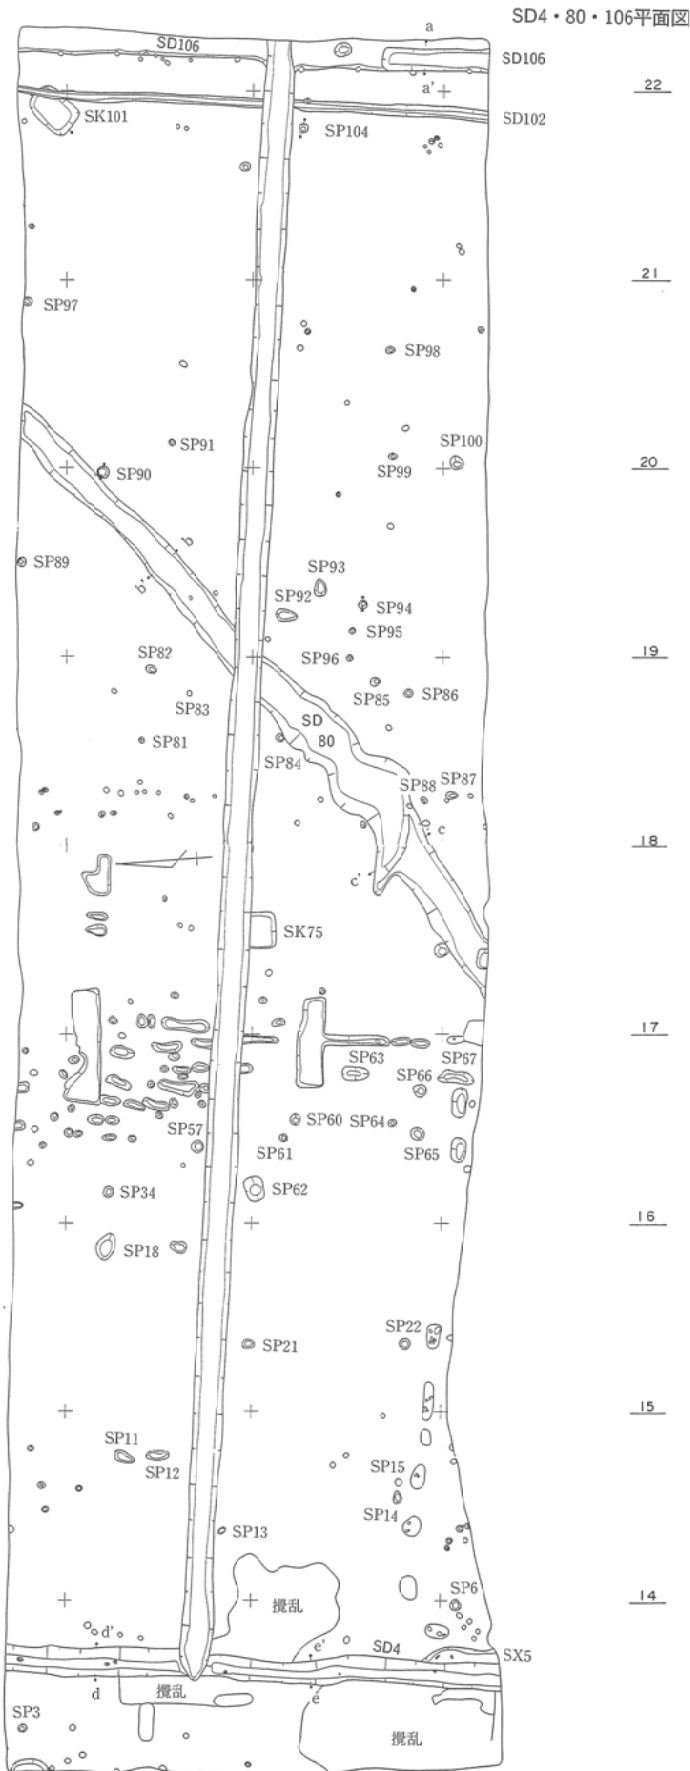 SD4・80・106平面図
a
SD106
SD106
a'
22
SK101
SD102
SP104
21
SP97
SP98
SP91
SP100
SP90
SP99
20
b
SP89
b'
SP93
SP92
SP94
SP95
SP82
SP96
19
SP83
SP85
SP86
SD
80
SP81
SP84
SP88
SP87
c
18
c'
SK75
17
SP63
SP67
SP66
SP57
SP60
SP64
SP61
SP65
SP34
SP62
16
SP18
SP22
SP21
15
SP11
SP12
SP15
SP14
SP13
14
攪乱
SP6
d'
e'
SD4
SX5
d
攪乱
e
SP3
攪乱